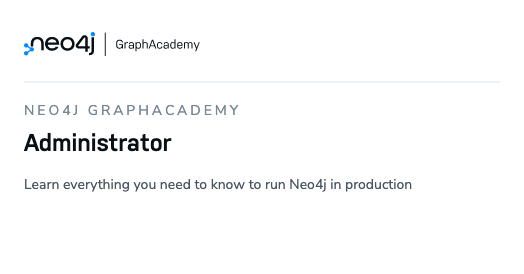 neo4j | GraphAcademy
NEO4J GRAPHACADEMY
Administrator
Learn everything you need to know to run Neo4j in production